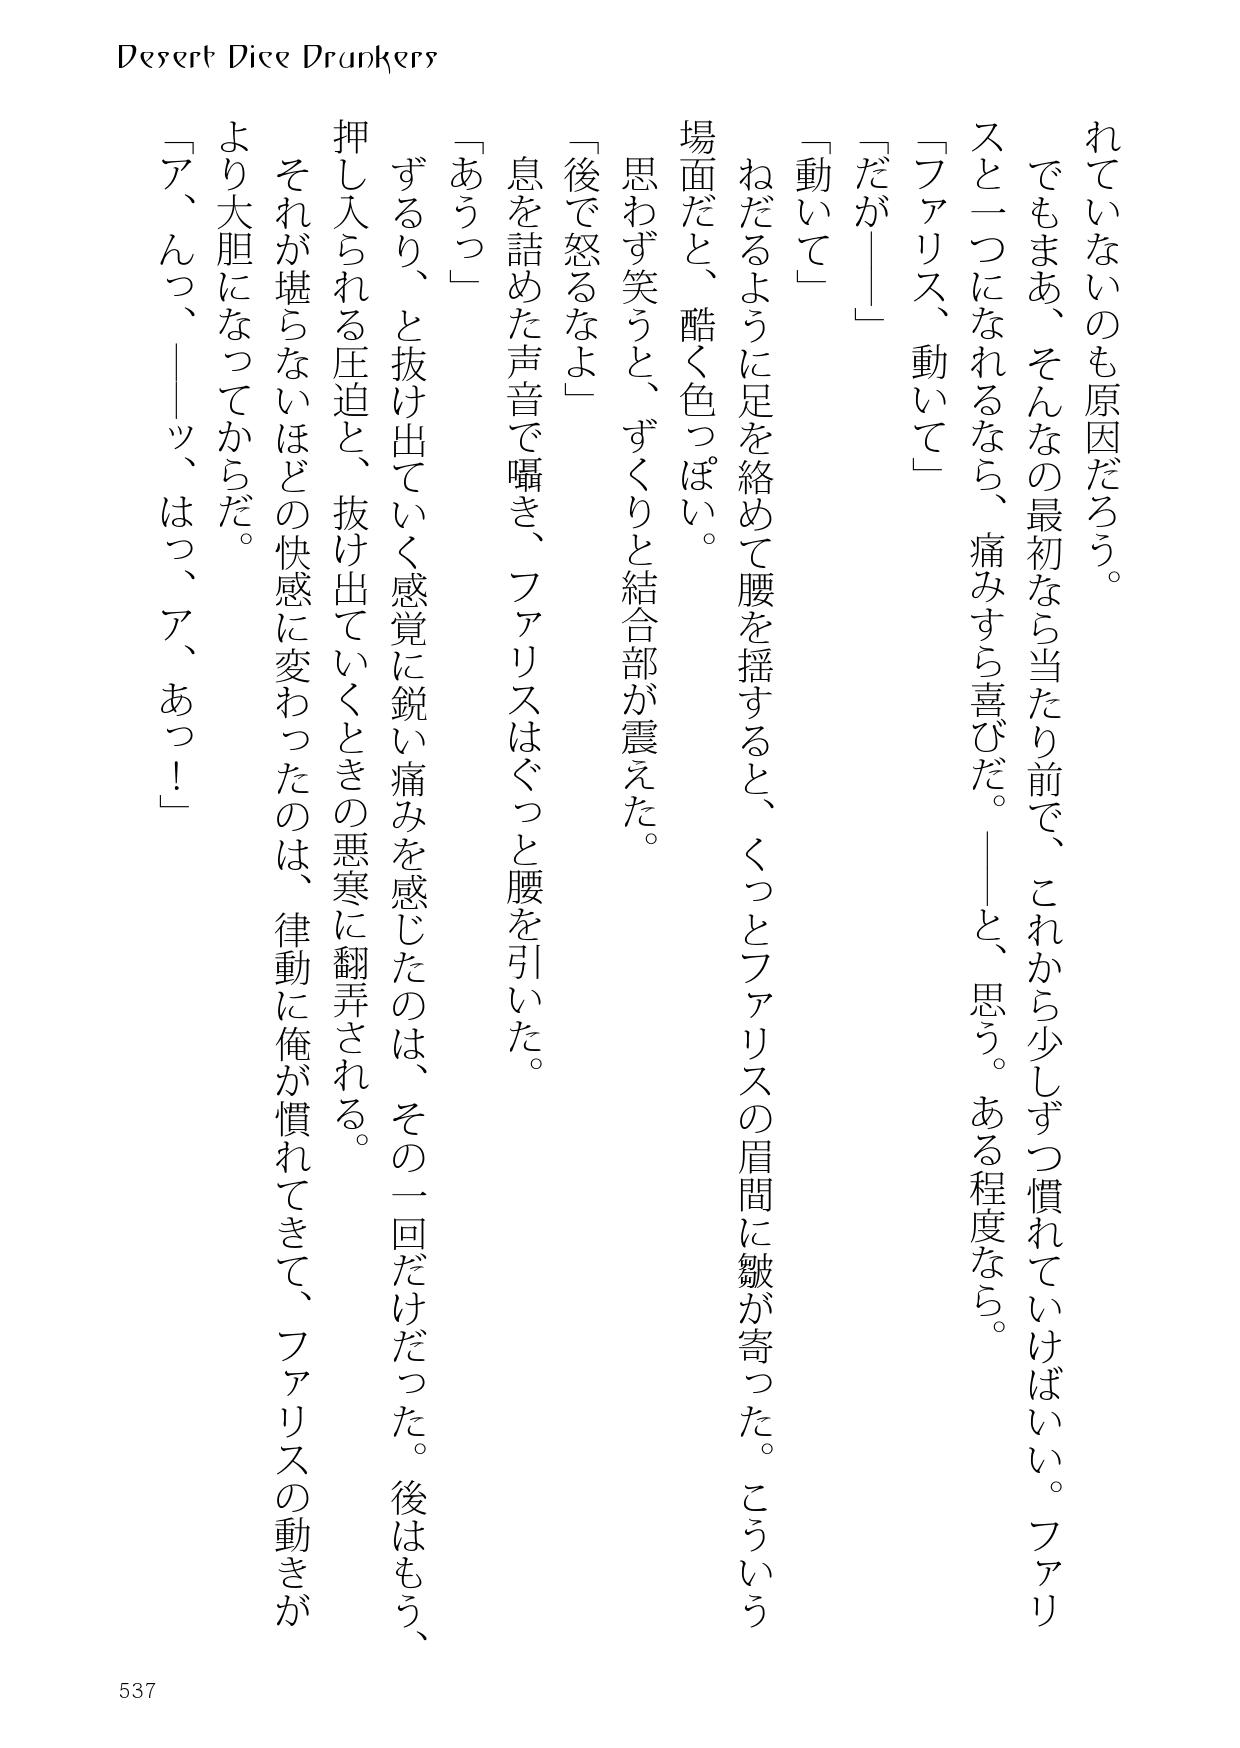 Desert Dice Drunkers
れていないのも原因だろう。
でもまあ、そんなの最初なら当たり前で、これから少しずつ慣れていけばいい。ファリ
スと一つになれるなら、痛みすら喜びだ。――と、思う。ある程度なら。
「ファリス、動いて」
「だが――」
「動いて」
ねだるように足を絡めて腰を揺すると、くっとファリスの眉間に皺が寄った。こういう
場面だと、酷く色っぽい。
思わず笑うと、ずくりと結合部が震えた。
「後で怒るなよ」
息を詰めた声音で囁き、ファリスはぐっと腰を引いた。
「あうっ」
ずるり、と抜け出ていく感覚に鋭い痛みを感じたのは、その一回だけだった。後はもう、
押し入られる圧迫と、抜け出ていくときの悪寒に翻弄される。
それが堪らないほどの快感に変わったのは、律動に俺が慣れてきて、ファリスの動きが
より大胆になってからだ。
「ア、んっ、――ッ、はっ、ア、あっ！」
537